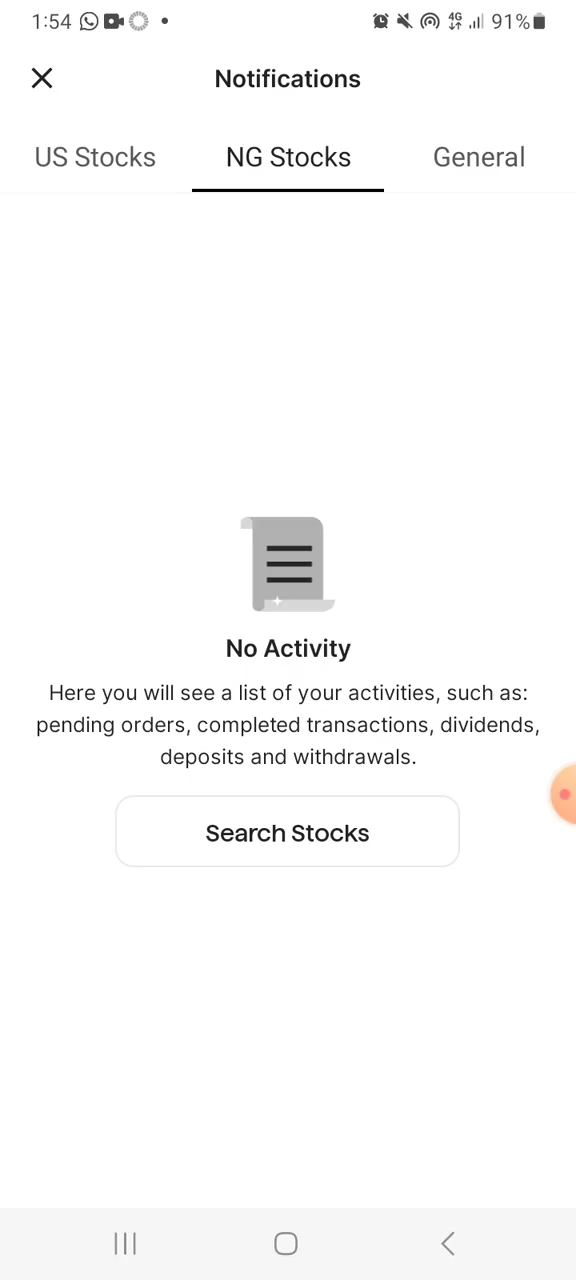 1:54 4G 91%
Notifications
US Stocks NG Stocks General
No Activity
Here you will see a list of your activities, such as:
pending orders, completed transactions, dividends,
deposits and withdrawals.
Search Stocks